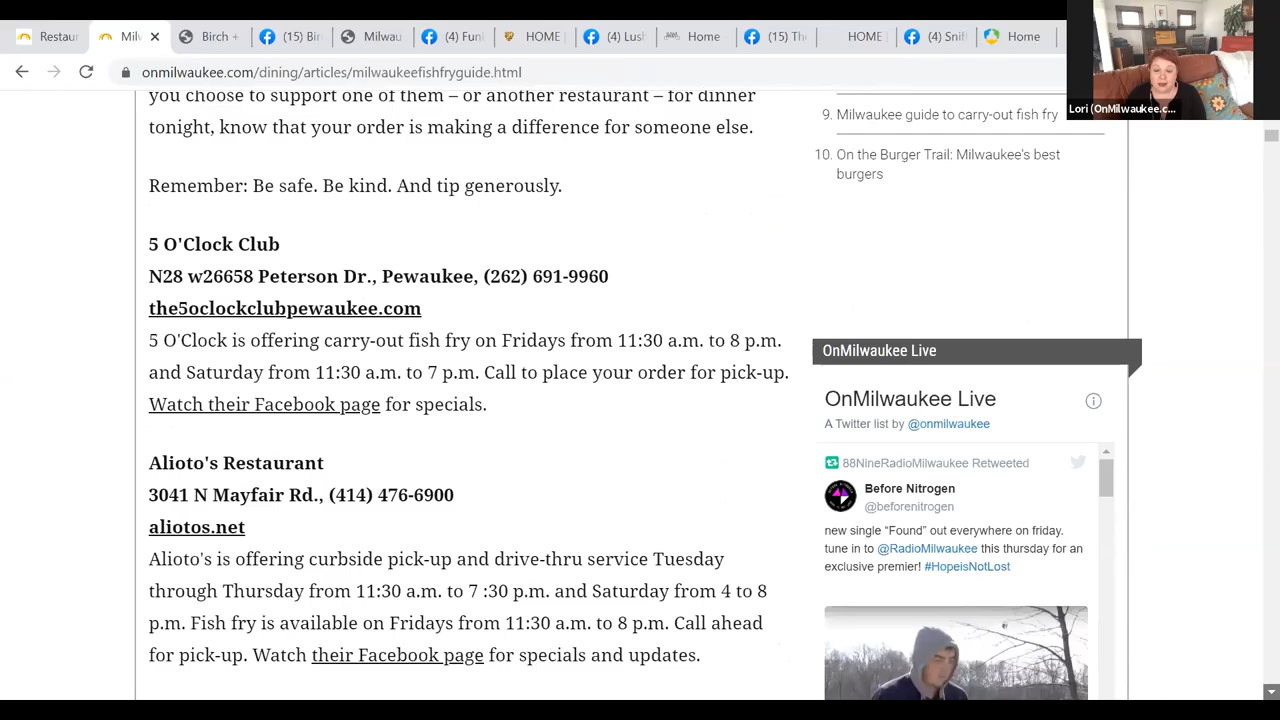 Restaur
Mil
Birch +
(15) Bi
Milwau
(4) Fun
HOME |
(4) Lush
Home
(15) Th
HOME
(4) Snif
Home
onmilwaukee.com/dining/articles/milwaukeefishfryguide.html
Lori (OnMilwaukee.c...
you choose to support one of them – or another restaurant – for dinner
tonight, know that your order is making a difference for someone else.
Remember: Be safe. Be kind. And tip generously.
5 O'Clock Club
N28 w26658 Peterson Dr., Pewaukee, (262) 691-9960
the5oclockclubpewaukee.com
5 O'Clock is offering carry-out fish fry on Fridays from 11:30 a.m. to 8 p.m.
and Saturday from 11:30 a.m. to 7 p.m. Call to place your order for pick-up.
Watch their Facebook page for specials.
Alioto's Restaurant
3041 N Mayfair Rd., (414) 476-6900
aliotos.net
Alioto's is offering curbside pick-up and drive-thru service Tuesday
through Thursday from 11:30 a.m. to 7 :30 p.m. and Saturday from 4 to 8
p.m. Fish fry is available on Fridays from 11:30 a.m. to 8 p.m. Call ahead
for pick-up. Watch their Facebook page for specials and updates.
9. Milwaukee guide to carry-out fish fry
10. On the Burger Trail: Milwaukee's best
burgers
OnMilwaukee Live
OnMilwaukee Live
A Twitter list by @onmilwaukee
88NineRadioMilwaukee Retweeted
Before Nitrogen
@beforenitrogen
new single “Found” out everywhere on friday.
tune in to @RadioMilwaukee this thursday for an
exclusive premier! #HopeisNotLost